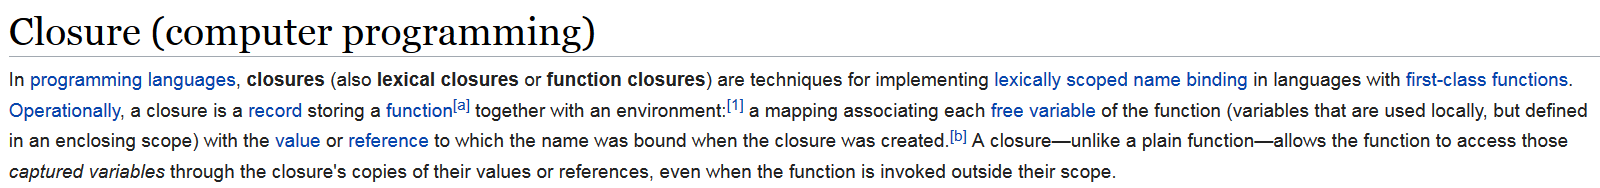 Closure (computer programming)
In programming languages, closures (also lexical closures or function closures) are techniques for implementing lexically scoped name binding in languages with first-class functions.
Operationally, a closure is a record storing a function[a] together with an environment:[1] a mapping associating each free variable of the function (variables that are used locally, but defined
in an enclosing scope) with the value or reference to which the name was bound when the closure was created.[b] A closure—unlike a plain function—allows the function to access those
captured variables through the closure's copies of their values or references, even when the function is invoked outside their scope.